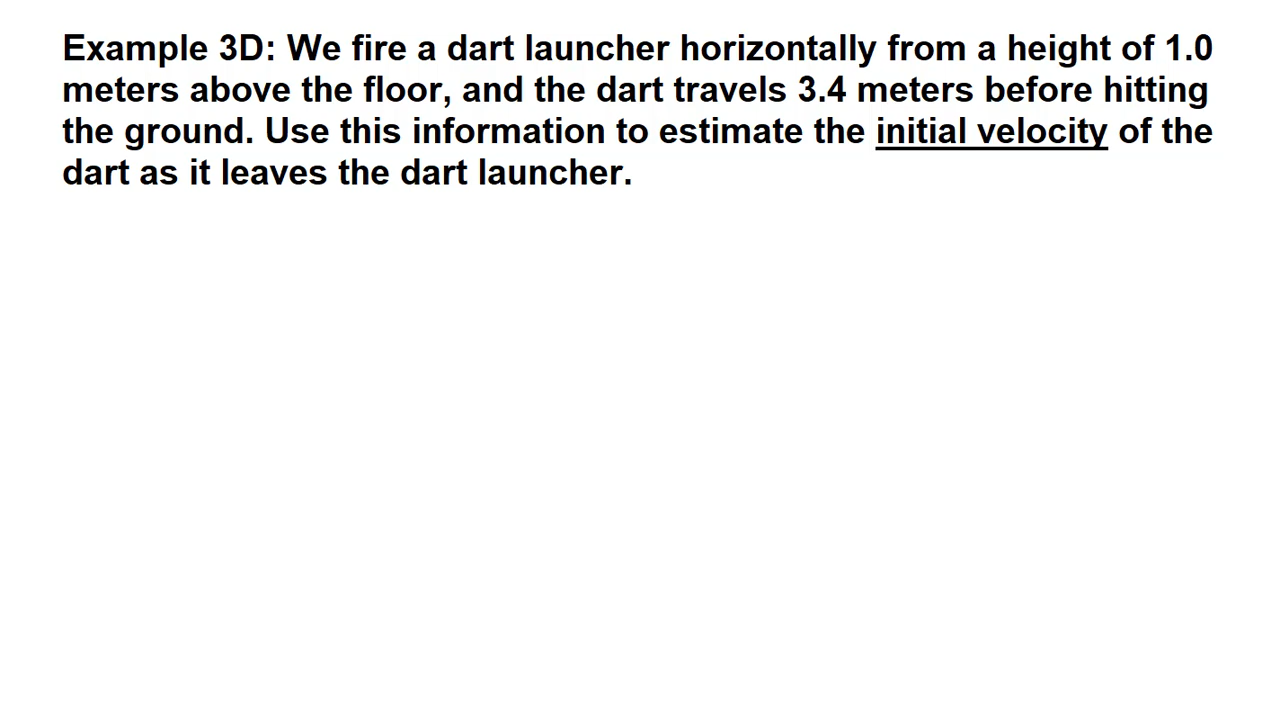 Example 3D: We fire a dart launcher horizontally from a height of 1.0
meters above the floor, and the dart travels 3.4 meters before hitting
the ground. Use this information to estimate the initial velocity of the
dart as it leaves the dart launcher.